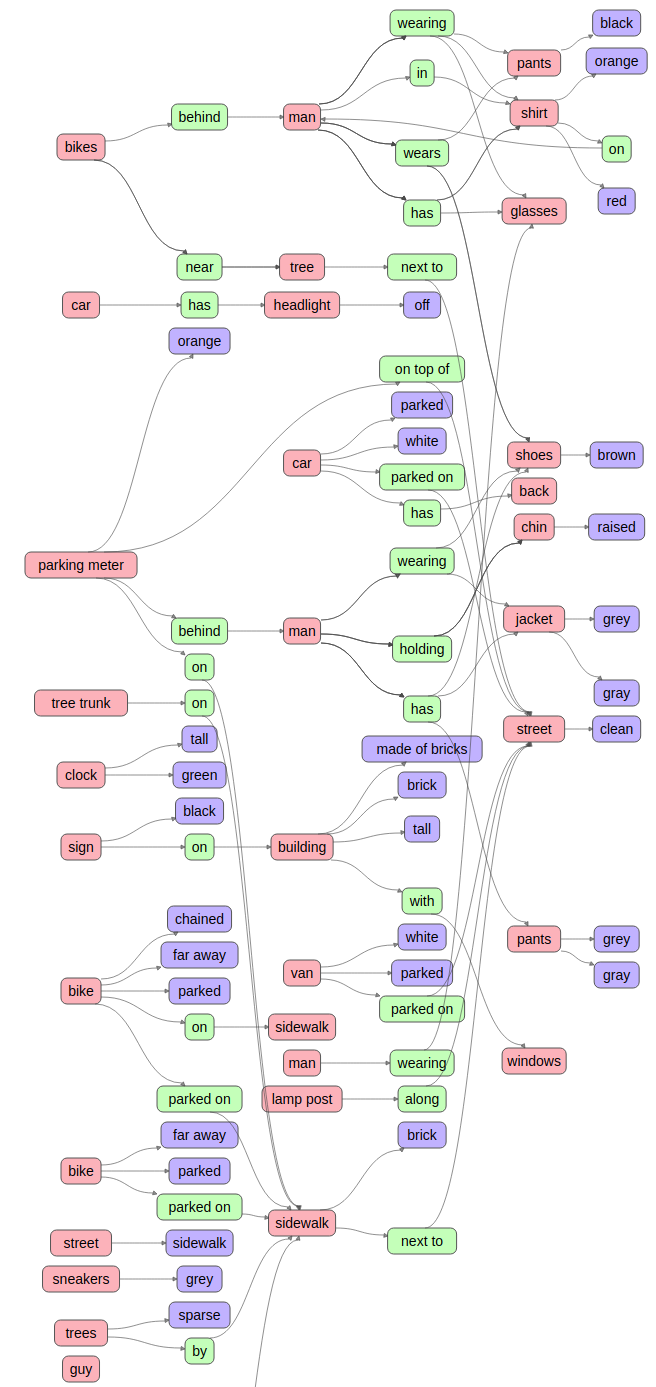 wearing
black
pants
orange
in
behind
man
shirt
bikes
wears
on
has
glasses
red
near
tree
next to
car
has
headlight
off
orange
on top of
parked
white
car
parked on
shoes
brown
back
has
chin
raised
parking meter
wearing
behind
man
holding
jacket
grey
on
gray
tree trunk
on
has
street
clean
tall
made of bricks
clock
green
brick
black
tall
sign
on
building
with
chained
white
pants
grey
far away
van
parked
gray
bike
parked
parked on
on
sidewalk
man
wearing
windows
parked on
lamp post
along
far away
brick
bike
parked
parked on
sidewalk
street
sidewalk
next to
sneakers
grey
sparse
trees
by
guy